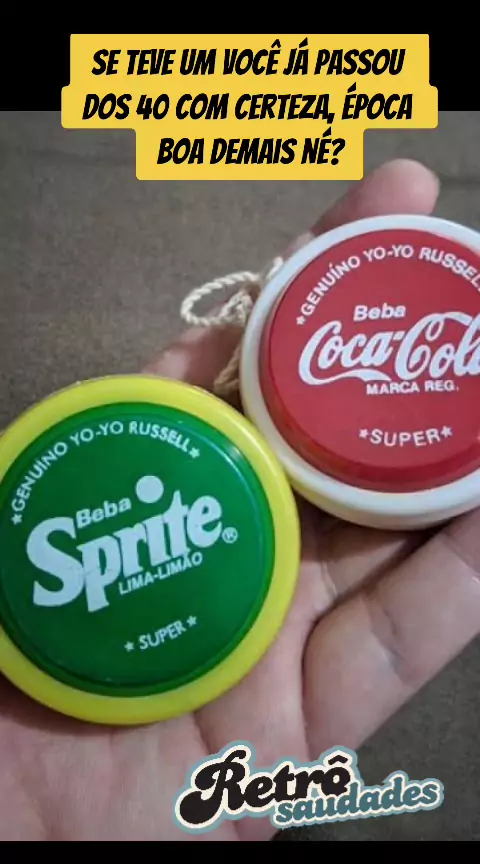 SE TEVE UM VOCÊ JÁ PASSOU
DOS 40 COM CERTEZA, ÉPOCA
BOA DEMAIS NÉ?
★GENUÍNO YO-YO RUSSELL
Beba
Coca-Cola
MARCA REG.
★SUPER★
★GENUÍNO YO-YO RUSSELL★
Beba
Sprite®
LIMA-LIMÃO
★SUPER★
Retrô
saudades